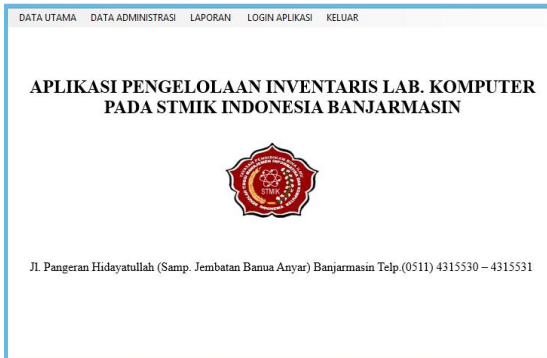 DATA UTAMA DATA ADMINISTRASI LAPORAN LOGIN APLIKASI KELUAR
APLIKASI PENGELOLAAN INVENTARIS LAB. KOMPUTER
PADA STMIK INDONESIA BANJARMASIN
STMIK
Jl. Pangeran Hidayatullah (Samp. Jembatan Banua Anyar) Banjarmasin Telp.(0511) 4315530 – 4315531